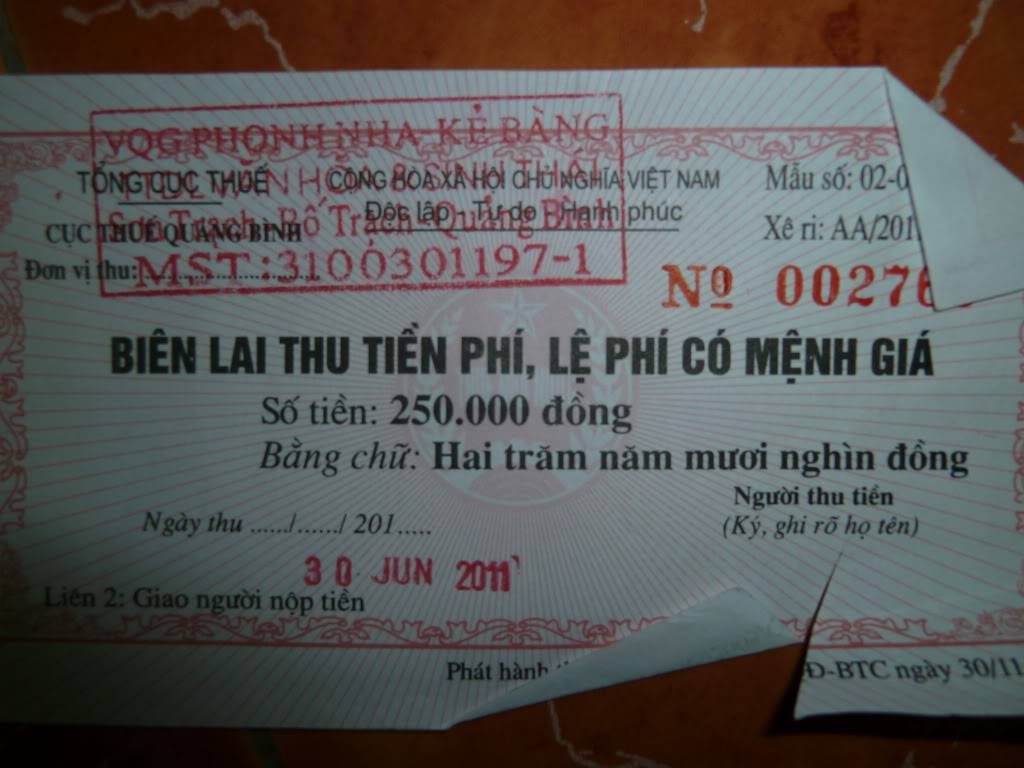 VQG PHONH NHA- KẺ BÀNG
TỔNG CỤC THUẾ
CỘNG HÒA XÃ HỘI CHỦ NGHĨA VIỆT NAM
Mẫu số: 02-0
Độc lập - Tự do - Hạnh phúc
CỤC THUẾ QUẢNG BÌNH
Sơn Trạch- Bố Trạch- Quảng Bình
Xê ri: AA/201
Đơn vị thu:
MST:3100301197-1
Nº 00276
BIÊN LAI THU TIỀN PHÍ, LỆ PHÍ CÓ MỆNH GIÁ
Số tiền: 250.000 đồng
Bằng chữ: Hai trăm năm mươi nghìn đồng
Người thu tiền
Ngày thu ....../....../ 201.....
(Ký, ghi rõ họ tên)
30 JUN 2011
Liên 2: Giao người nộp tiền
Phát hành
Đ-BTC ngày 30/11